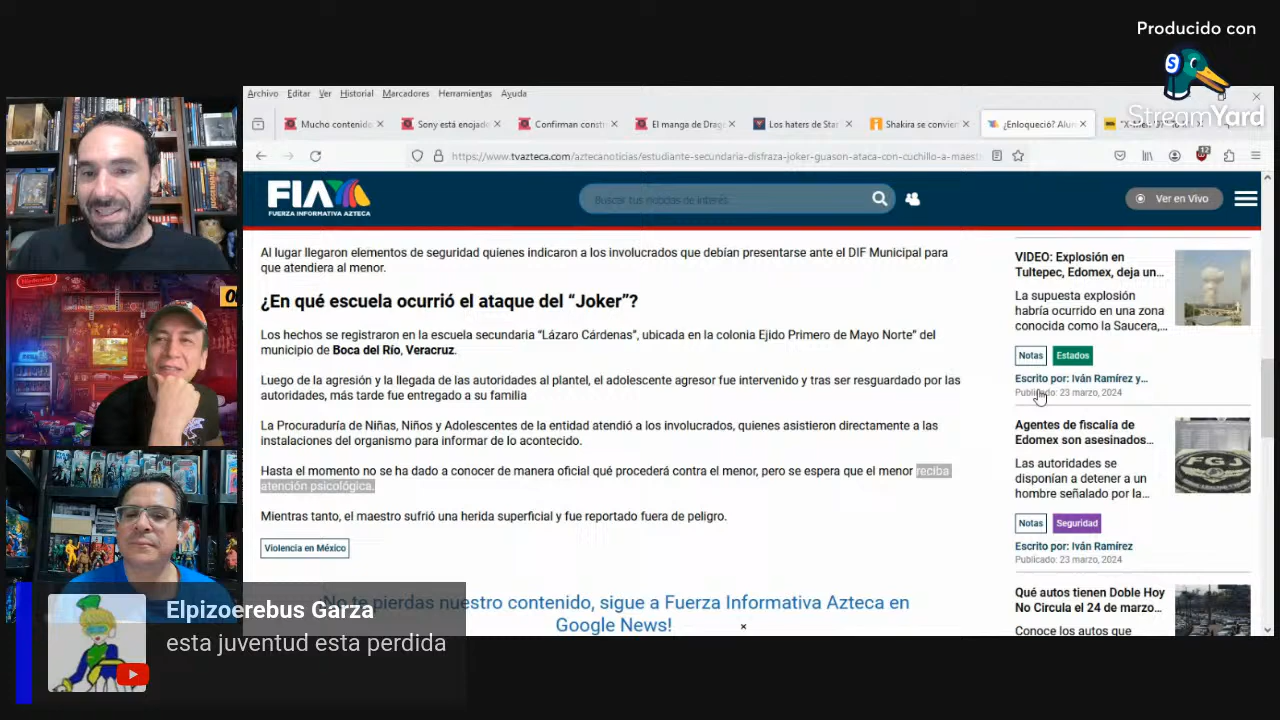 Producido con
StreamYard
Archivo Editar Ver Historial Marcadores Herramientas Ayuda
Mucho contenido
Sony está enojad
Confirman const
El manga de Drag
Los haters de Star
Shakira se convier
¿Enloqueció? Alum
https://www.tvazteca.com/aztecanoticias/estudiante-secundaria-disfraza-joker-guason-ataca-con-cuchillo-a-maest
12
FIA
FUERZA INFORMATIVA AZTECA
Buscar tus noticias de interés.
Ver en Vivo
Al lugar llegaron elementos de seguridad quienes indicaron a los involucrados que debían presentarse ante el DIF Municipal para
que atendiera al menor.
¿En qué escuela ocurrió el ataque del “Joker”?
Los hechos se registraron en la escuela secundaria “Lázaro Cárdenas”, ubicada en la colonia Ejido Primero de Mayo Norte” del
municipio de Boca del Río, Veracruz.
Luego de la agresión y la llegada de las autoridades al plantel, el adolescente agresor fue intervenido y tras ser resguardado por las
autoridades, más tarde fue entregado a su familia
La Procuraduría de Niñas, Niños y Adolescentes de la entidad atendió a los involucrados, quienes asistieron directamente a las
instalaciones del organismo para informar de lo acontecido.
Hasta el momento no se ha dado a conocer de manera oficial qué procederá contra el menor, pero se espera que el menor reciba
atención psicológica.
Mientras tanto, el maestro sufrió una herida superficial y fue reportado fuera de peligro.
Violencia en México
No te pierdas nuestro contenido, sigue a Fuerza Informativa Azteca en
Google News!
VIDEO: Explosión en
Tultepec, Edomex, deja un...
La supuesta explosión
habría ocurrido en una zona
conocida como la Saucera,...
Notas Estados
Escrito por: Iván Ramírez y...
Publicado: 23 marzo, 2024
Agentes de fiscalía de
Edomex son asesinados...
Las autoridades se
disponían a detener a un
hombre señalado por la...
FGJ
Notas Seguridad
Escrito por: Iván Ramírez
Publicado: 23 marzo, 2024
Qué autos tienen Doble Hoy
No Circula el 24 de marzo...
Conoce los autos que
Elpizoerebus Garza
esta juventud esta perdida